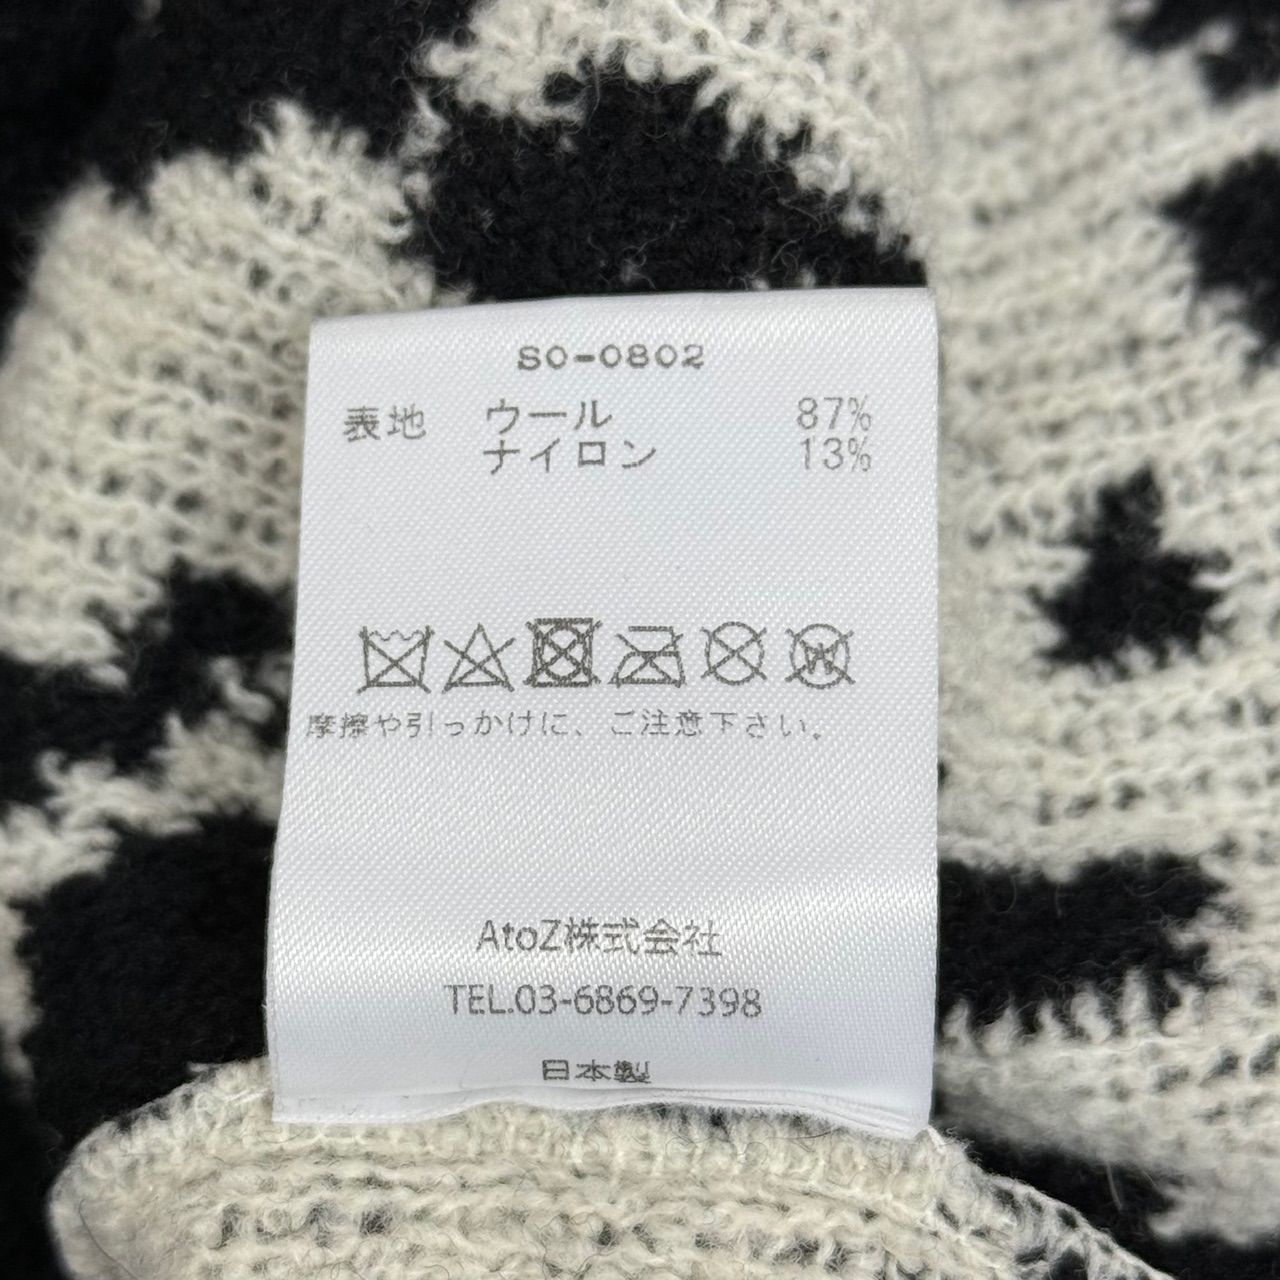 SO-0802
表地 ウール 87%
ナイロン 13%
摩擦や引っかけに、ご注意下さい。
AtoZ株式会社
TEL.03-6869-7398
日本製